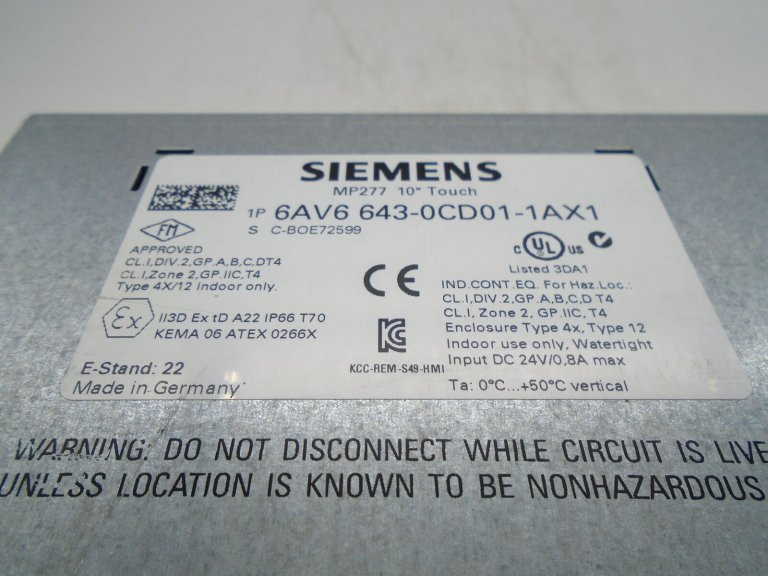 SIEMENS
MP277 10" Touch
1P 6AV6 643-0CD01-1AX1
S C-BOE72599
FM
APPROVED
CL.I,DIV.2,GP.A,B,C,DT4
CL.I,Zone 2,GP.IIC,T4
Type 4X/12 Indoor only.
Ex II3D Ex tD A22 IP66 T70
KEMA 06 ATEX 0266X
E-Stand: 22
Made in Germany
CE
KCC-REM-S49-HMI
C UL US
Listed 3DA1
IND.CONT.EQ. For Haz.Loc.:
CL.I,DIV.2,GP.A,B,C,D T4
CL.I, Zone 2, GP.IIC,T4
Enclosure Type 4x, Type 12
Indoor use only, Watertight
Input DC 24V/0,8A max
Ta: 0°C...+50°C vertical
WARNING: DO NOT DISCONNECT WHILE CIRCUIT IS LIVE
UNLESS LOCATION IS KNOWN TO BE NONHAZARDOUS